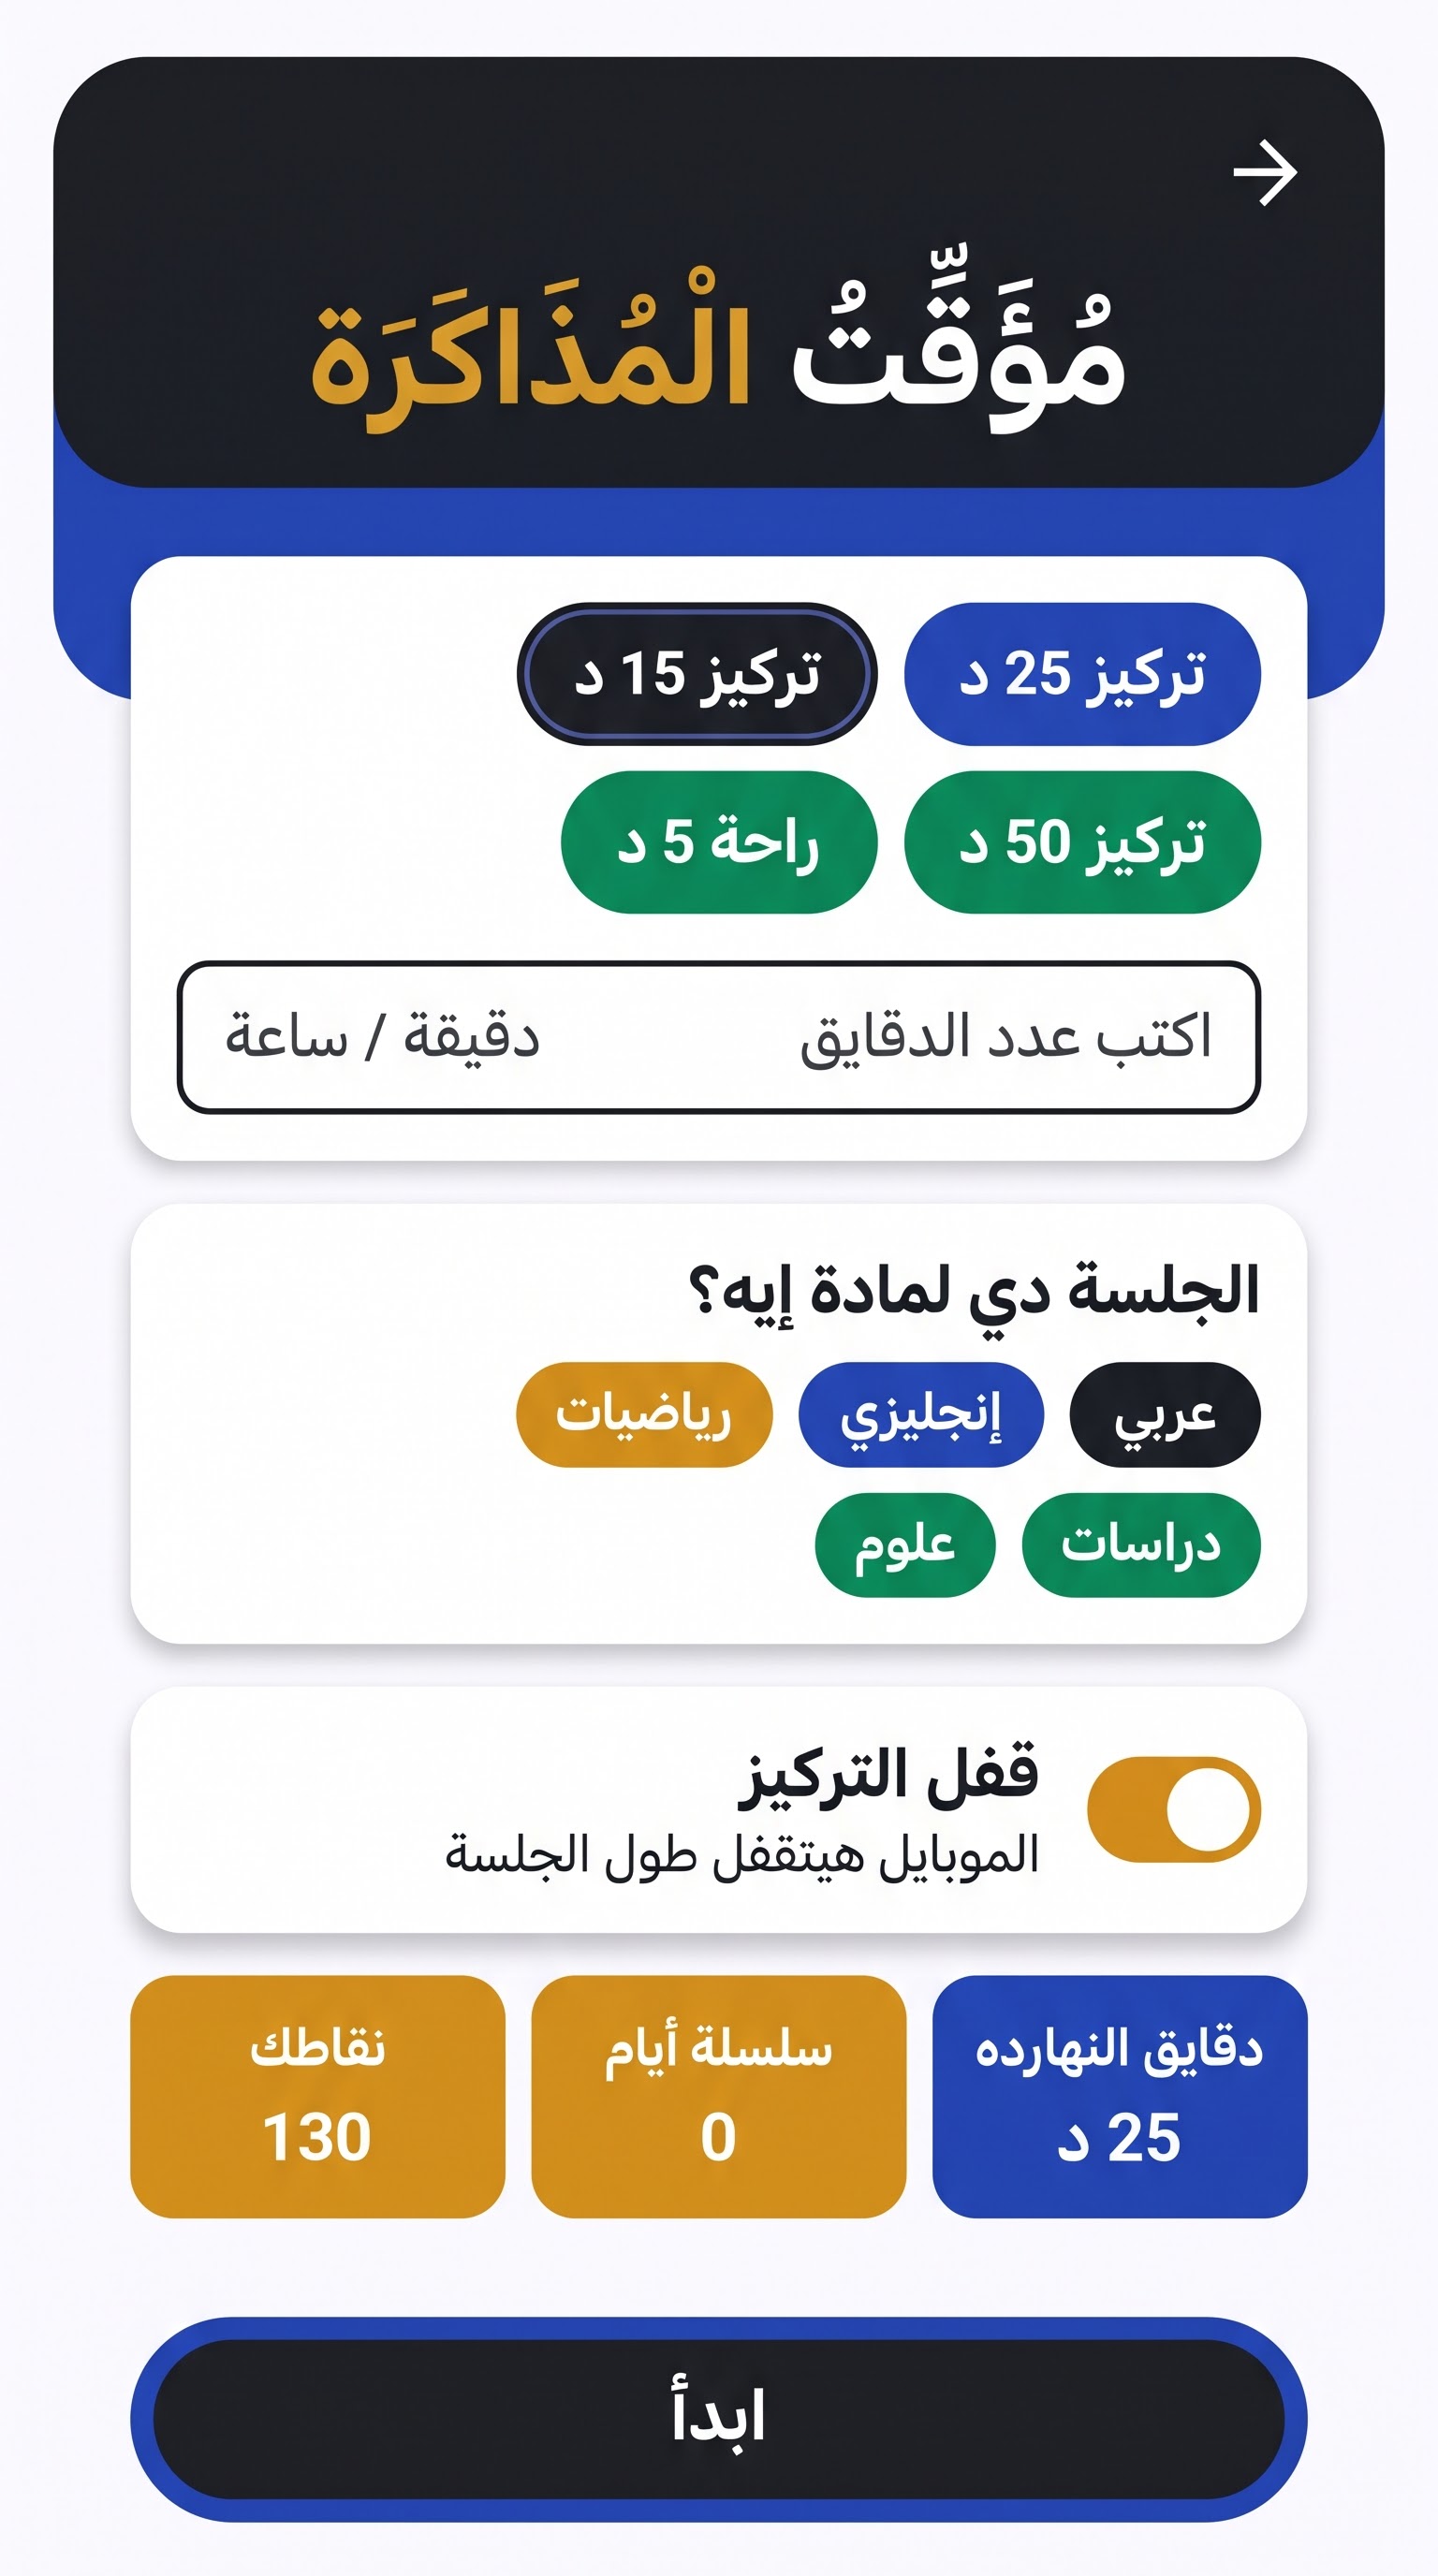 مُؤَقِّتُ الْمُذَاكَرَة
تركيز 25 د
تركيز 15 د
تركيز 50 د
راحة 5 د
اكتب عدد الدقايق
دقيقة / ساعة
الجلسة دي لمادة إيه؟
عربي
إنجليزي
رياضيات
دراسات
علوم
قفل التركيز
الموبايل هيتقفل طول الجلسة
دقايق النهارده
25 د
سلسلة أيام
0
نقاطك
130
ابدأ